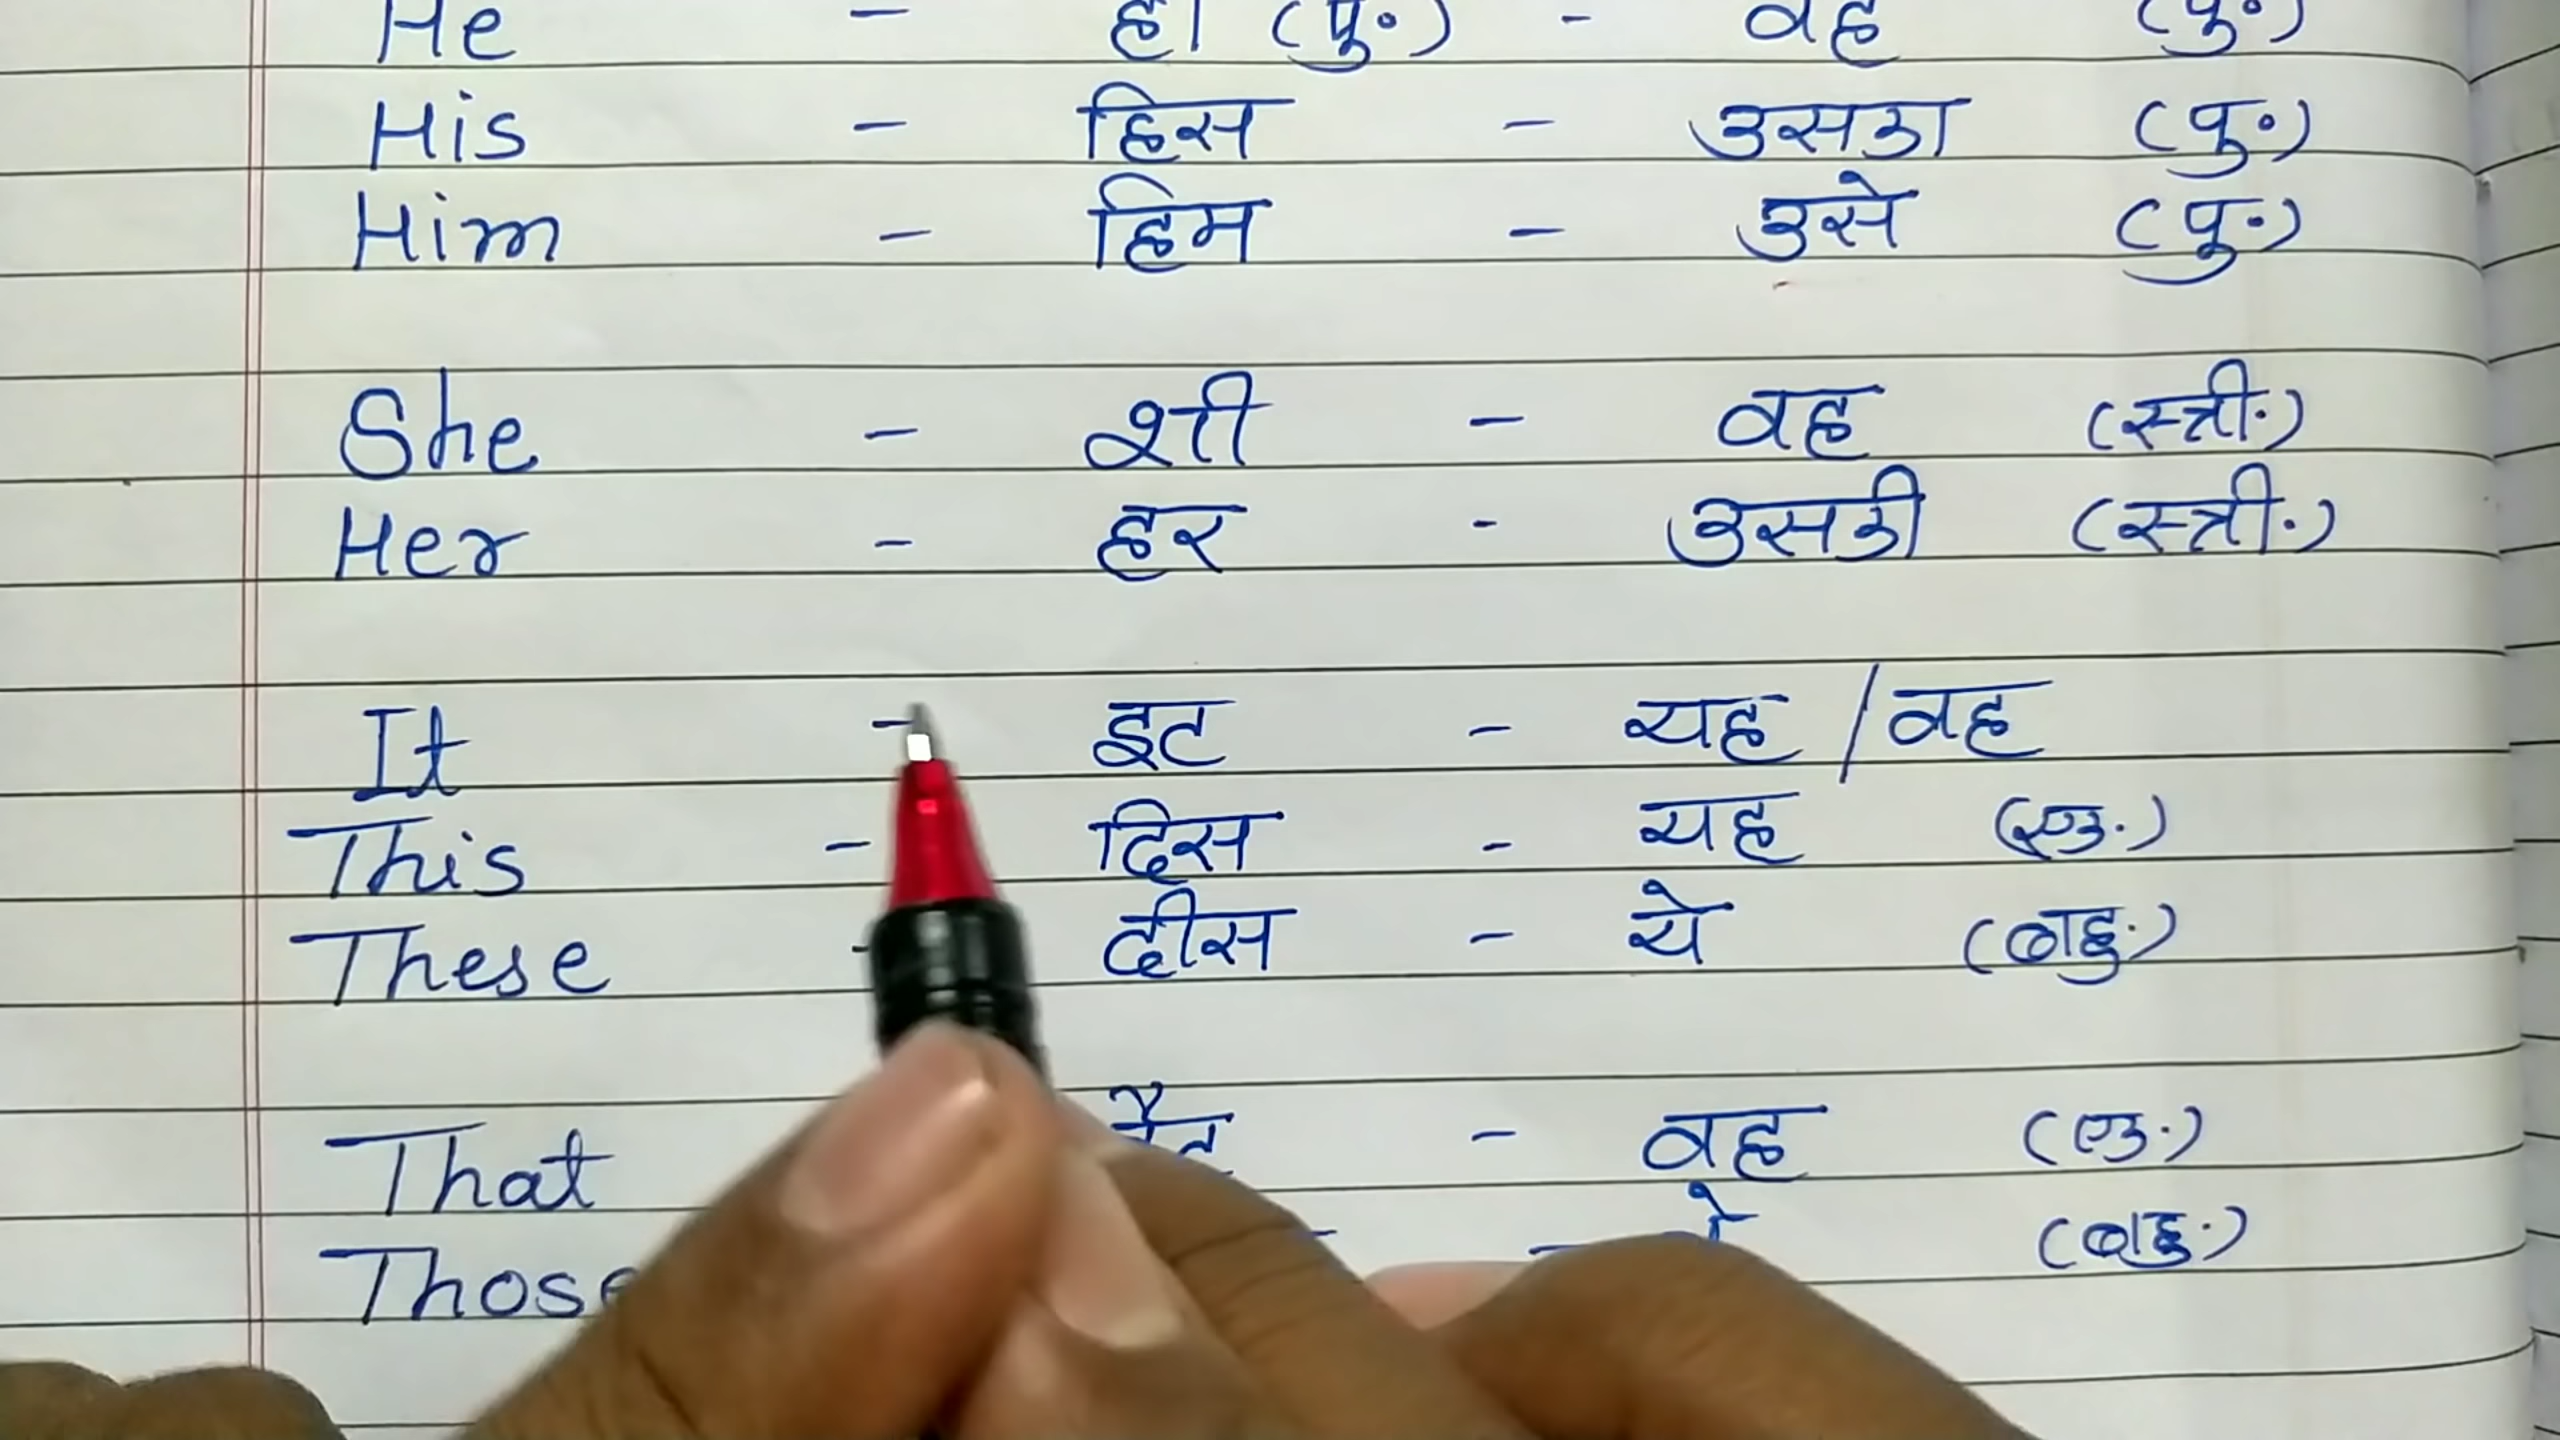 He - ही (पु.) - वह (पु.)
His - हिस - उसका (पु.)
Him - हिम - उसे (पु.)
She - शी - वह (स्त्री.)
Her - हर - उसकी (स्त्री.)
It - इट - यह / वह
This - दिस - यह (एक.)
These - दीस - ये (बहु.)
That - वह (एक.)
Those - (बहु.)